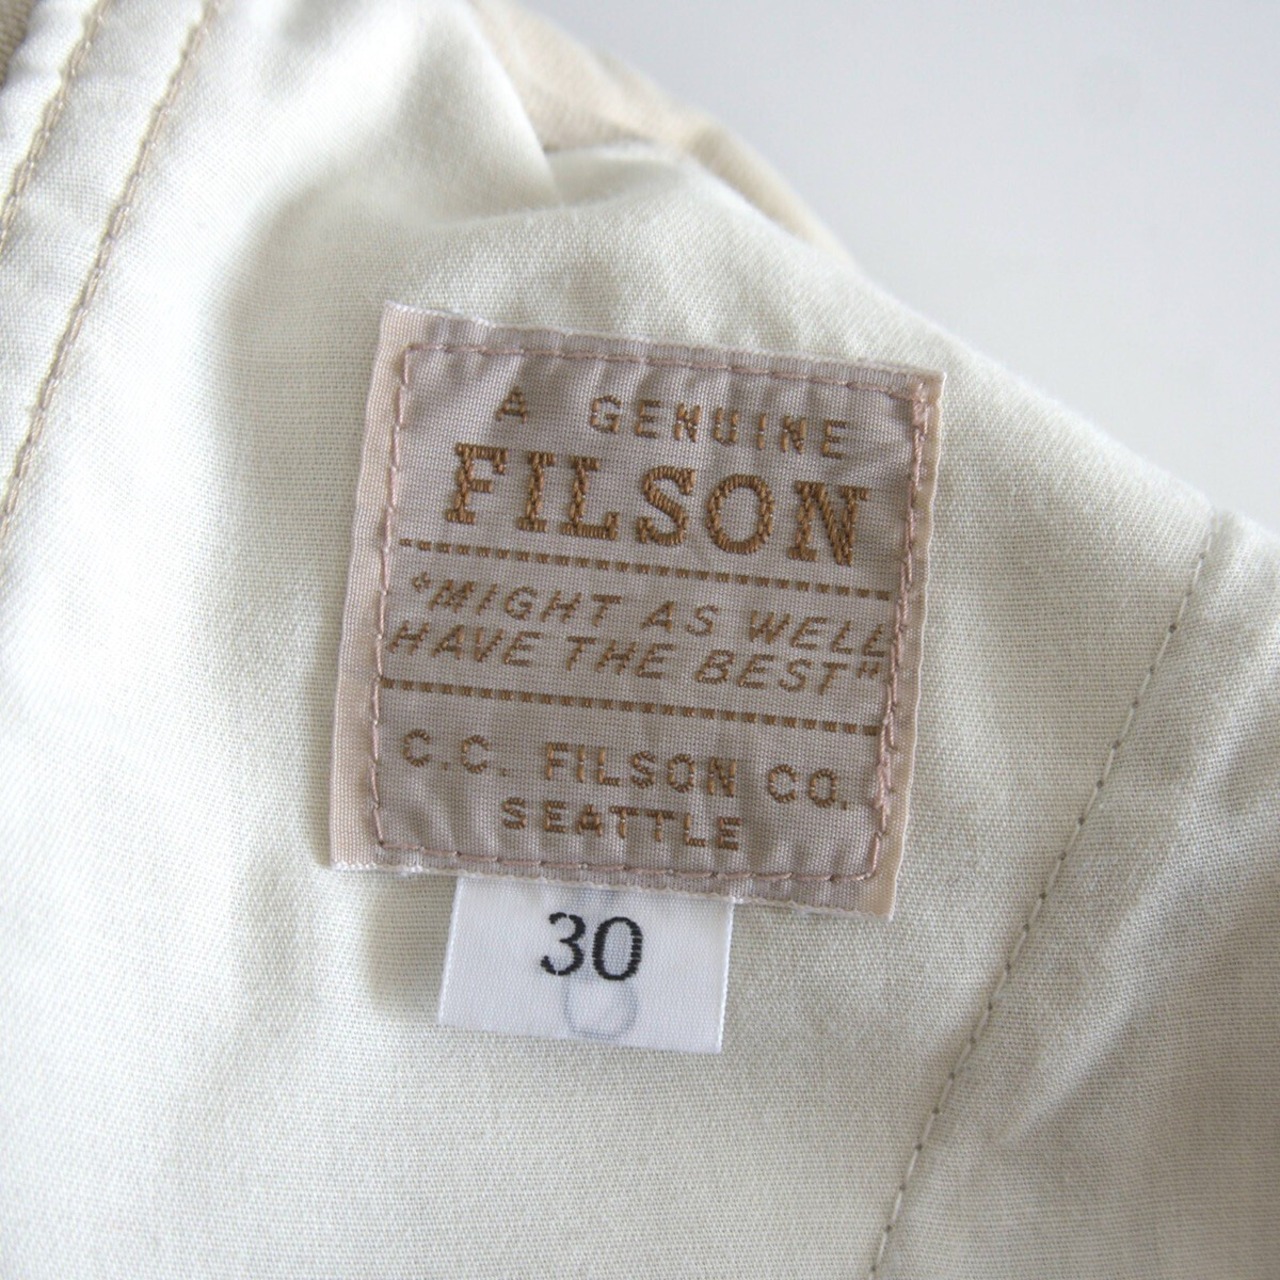 A GENUINE
FILSON
"MIGHT AS WELL
HAVE THE BEST"
C.C. FILSON CO.
SEATTLE
30